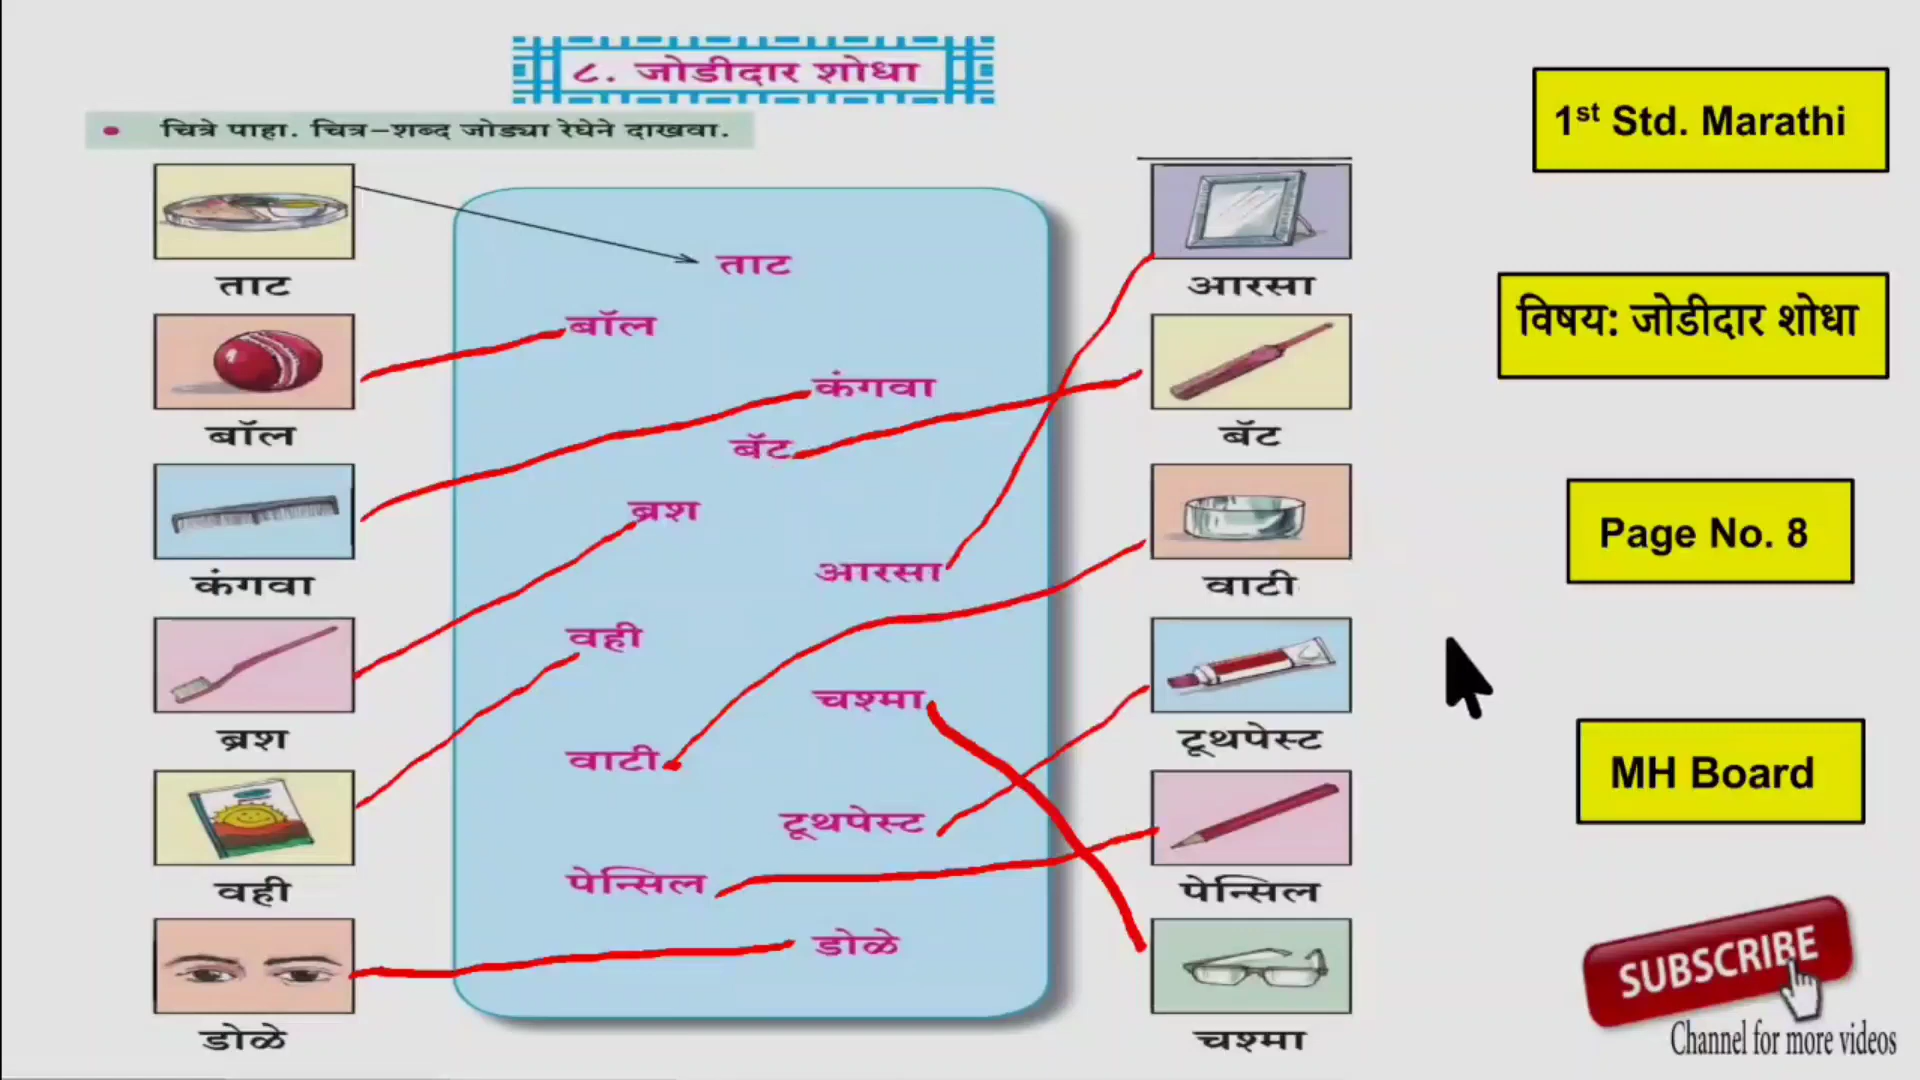 ८. जोडीदार शोधा
चित्रे पाहा. चित्र-शब्द जोड्या रेघेने दाखवा.
ताट
बॉल
कंगवा
ब्रश
वही
डोळे
ताट
बॉल
कंगवा
बॅट
ब्रश
आरसा
वही
चश्मा
वाटी
टूथपेस्ट
पेन्सिल
डोळे
आरसा
बॅट
वाटी
टूथपेस्ट
पेन्सिल
चश्मा
1st Std. Marathi
विषय: जोडीदार शोधा
Page No. 8
MH Board
SUBSCRIBE
Channel for more videos